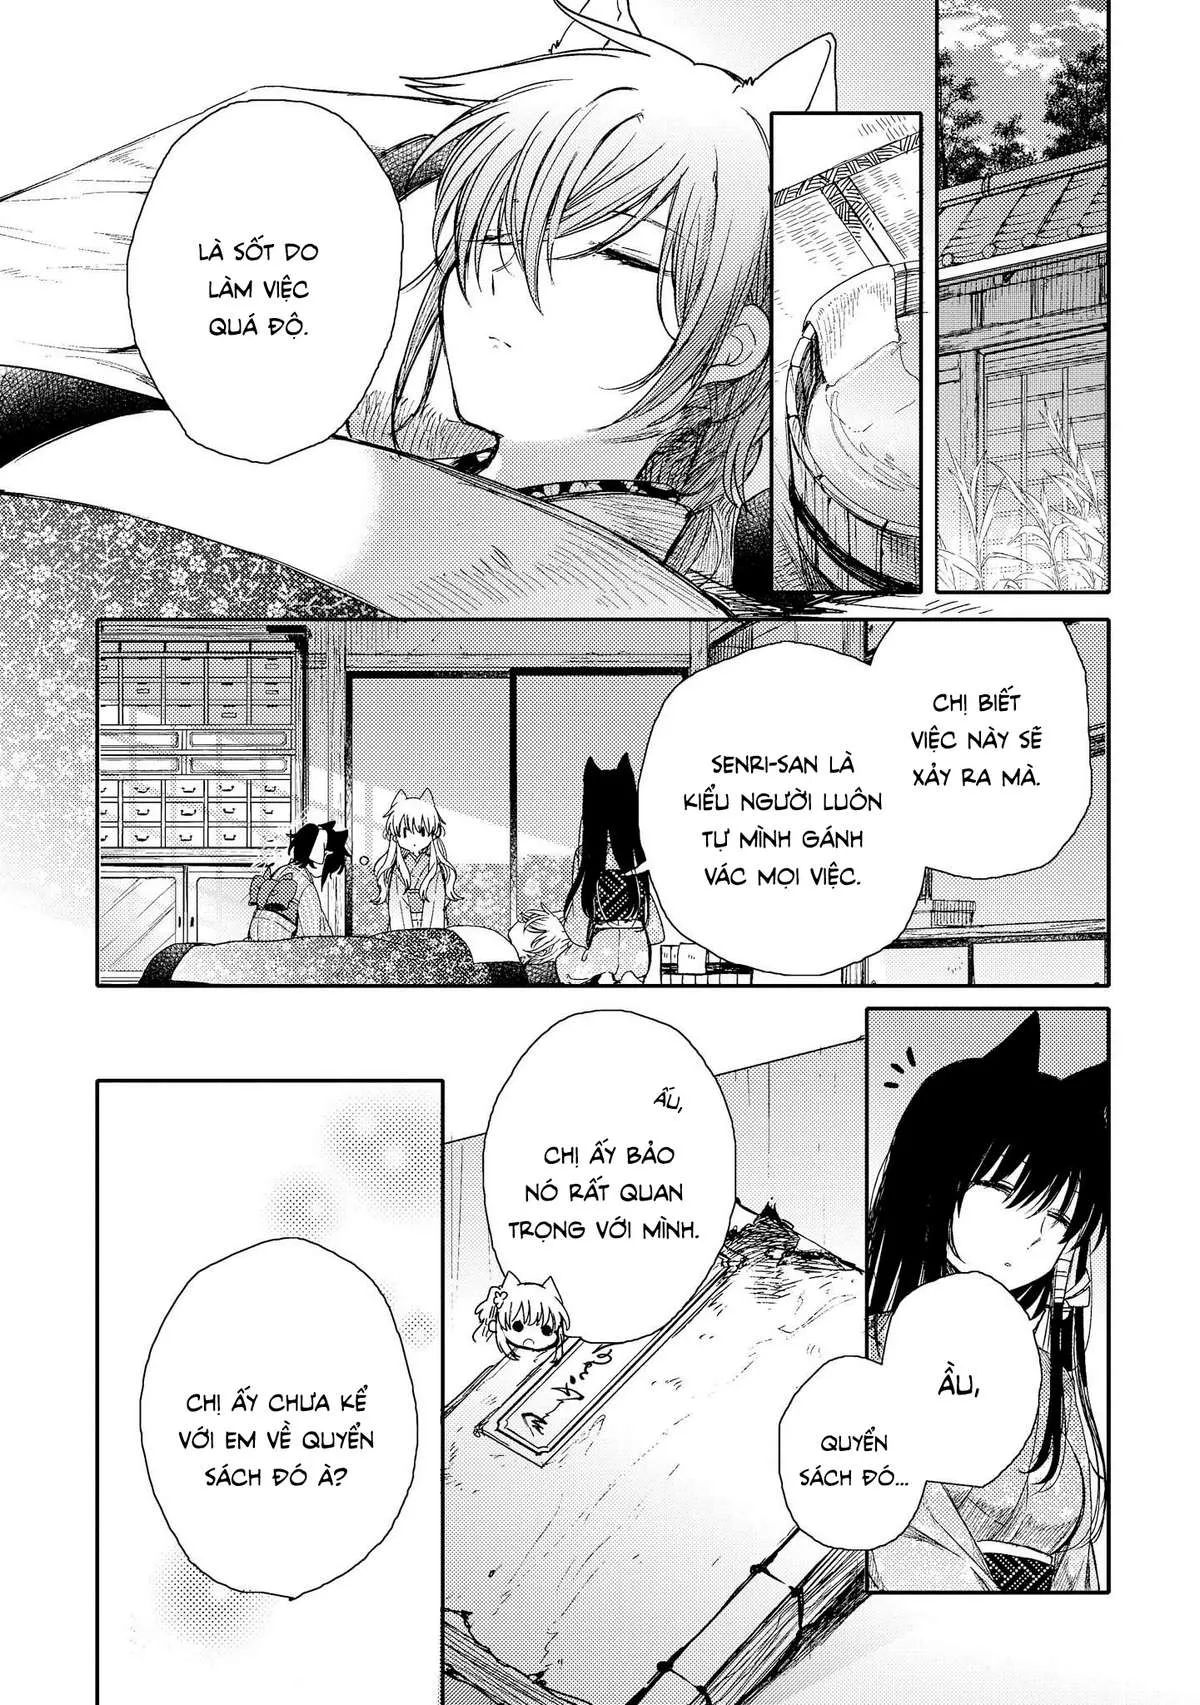 LÀ SỐT DO
LÀM VIỆC
QUÁ ĐỘ.
CHỊ BIẾT
VIỆC NÀY SẼ
XẢY RA MÀ.
SENRI-SAN LÀ
KIỂU NGƯỜI LUÔN
TỰ MÌNH GÁNH
VÁC MỌI VIỆC.
ẦU,
QUYỂN
SÁCH ĐÓ...
ẤU,
CHỊ ẤY BẢO
NÓ RẤT QUAN
TRỌNG VỚI MÌNH.
CHỊ ẤY CHƯA KỂ
VỚI EM VỀ QUYỂN
SÁCH ĐÓ À?